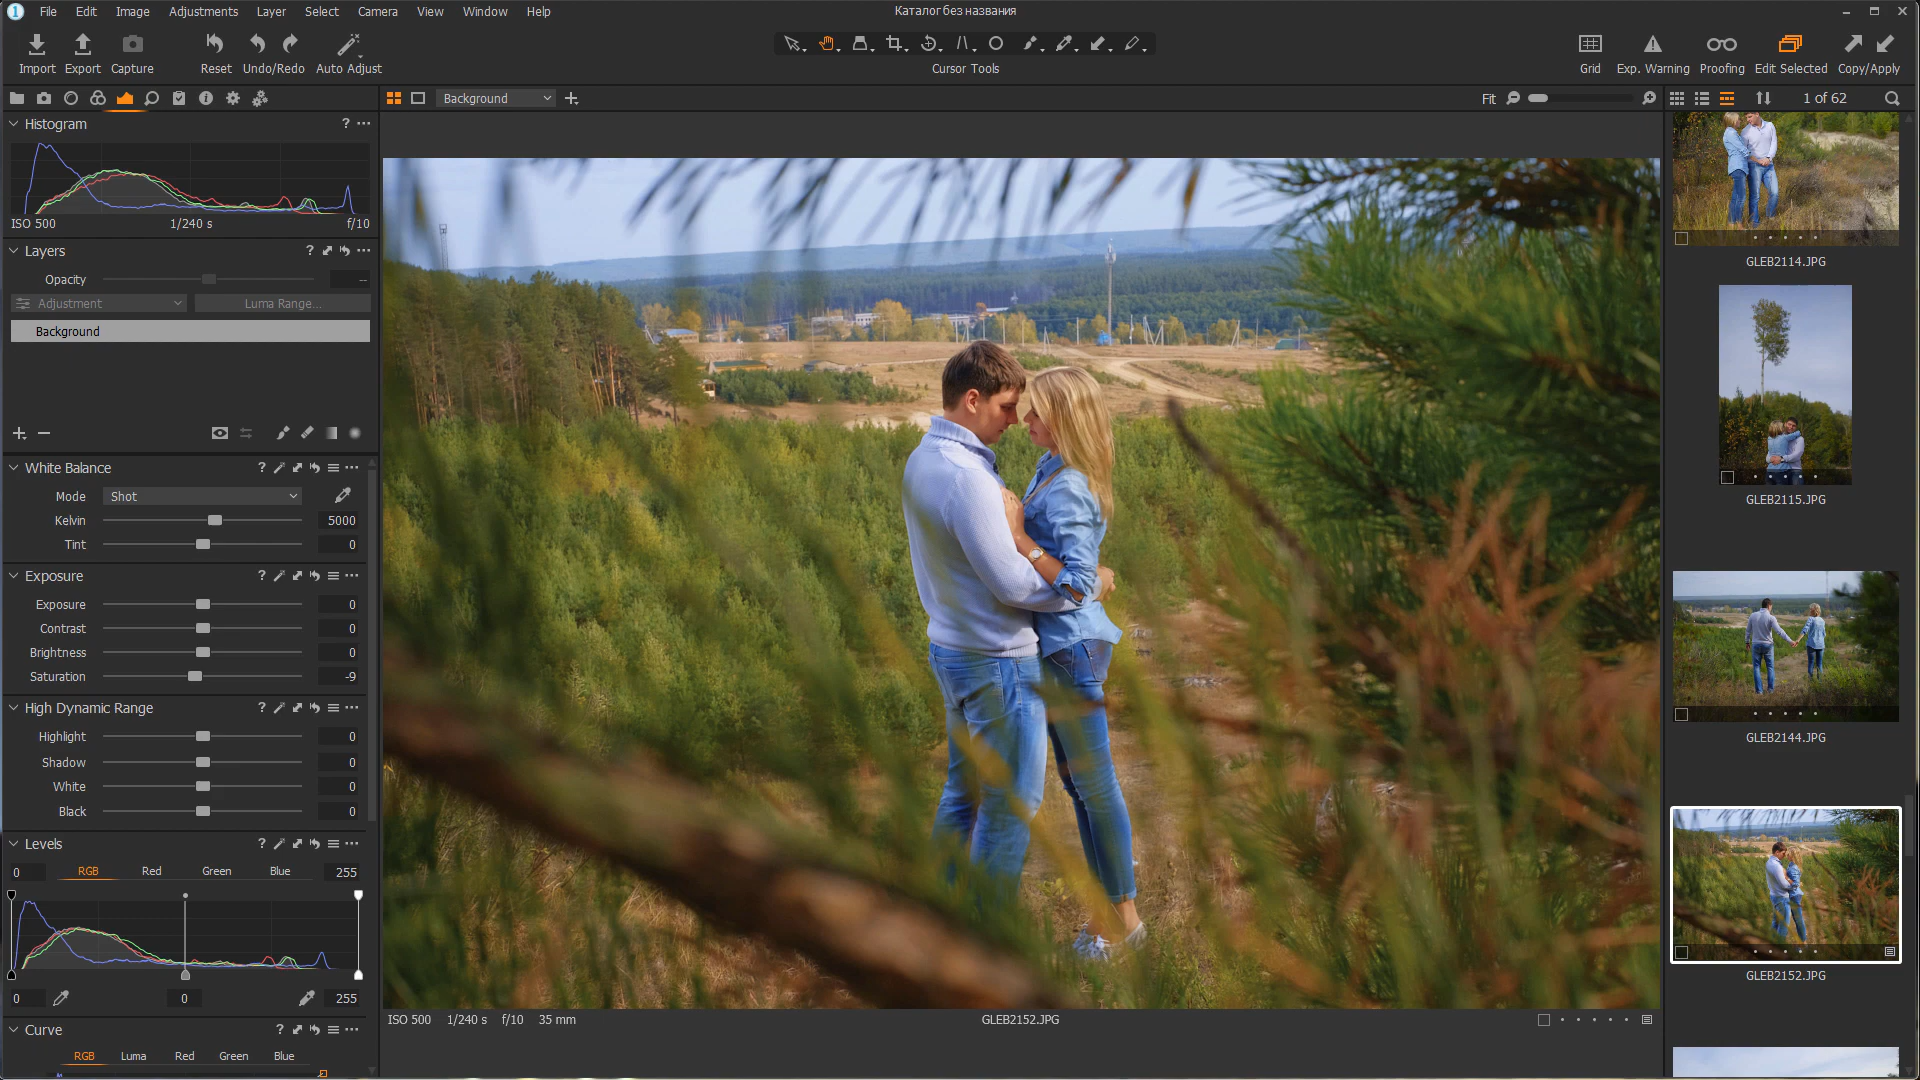 File Edit Image Adjustments Layer Select Camera View Window Help
Каталог без названия
Import Export Capture Reset Undo/Redo Auto Adjust
Cursor Tools
Grid Exp. Warning Proofing Edit Selected Copy/Apply
Background
Fit
1 of 62
Histogram
ISO 500 1/240 s f/10
Layers
Opacity --
Adjustment Luma Range...
Background
White Balance
Mode Shot
Kelvin 5000
Tint 0
Exposure
Exposure 0
Contrast 0
Brightness 0
Saturation -9
High Dynamic Range
Highlight 0
Shadow 0
White 0
Black 0
Levels
0 RGB Red Green Blue 255
0 0 255
Curve
RGB Luma Red Green Blue
ISO 500 1/240 s f/10 35 mm
GLEB2152.JPG
GLEB2114.JPG
GLEB2115.JPG
GLEB2144.JPG
GLEB2152.JPG